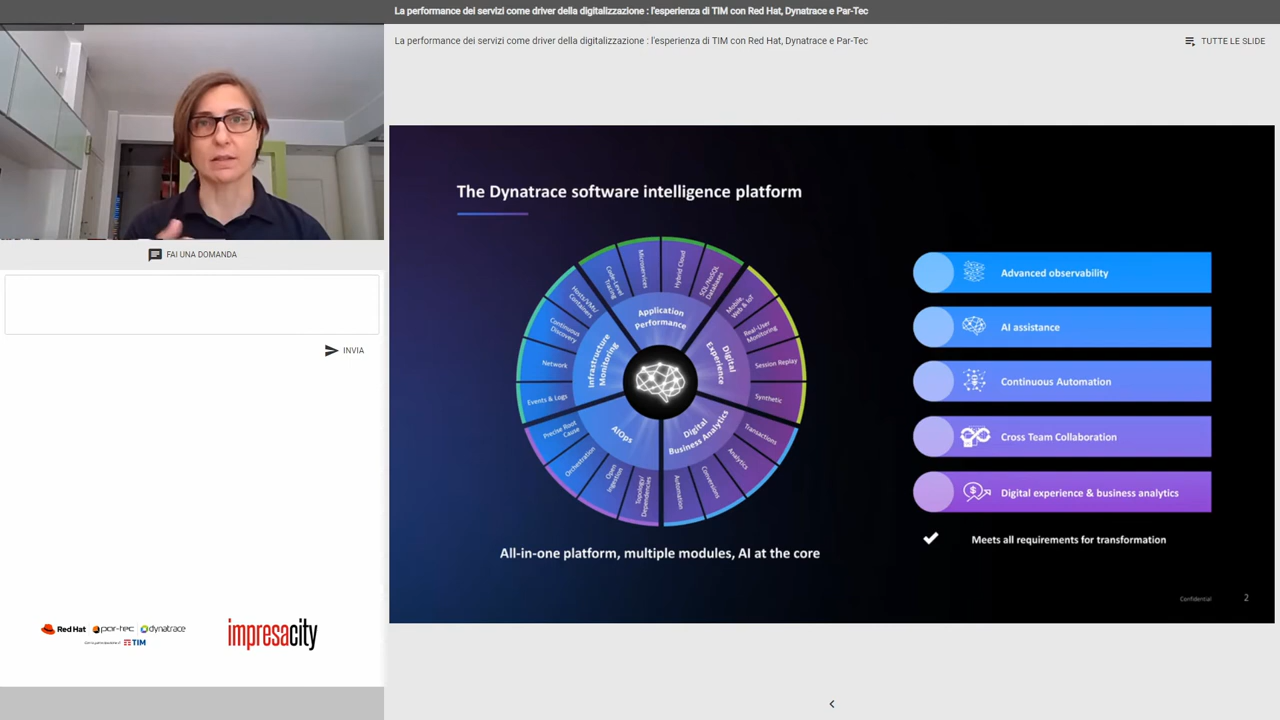 La performance dei servizi come driver della digitalizzazione : l'esperienza di TIM con Red Hat, Dynatrace e Par-Tec
La performance dei servizi come driver della digitalizzazione : l'esperienza di TIM con Red Hat, Dynatrace e Par-Tec
TUTTE LE SLIDE
FAI UNA DOMANDA
INVIA
Red Hat
par-tec
dynatrace
TIM
impresacity
The Dynatrace software intelligence platform
Application
Performance
Code-Level
Tracing
Microservices
Hybrid Cloud
SQL/NoSQL
Databases
Digital
Experience
Mobile,
Web & IoT
Real-User
Monitoring
Session Replay
Synthetic
Digital
Business Analytics
Transactions
Analytics
Conversions
Automation
AIOps
Topology/
Dependencies
Open
Ingestion
Orchestration
Precise Root
Cause
Infrastructure
Monitoring
Events & Logs
Network
Continuous
Discovery
Hosts/VMs/
Containers
All-in-one platform, multiple modules, AI at the core
Advanced observability
AI assistance
Continuous Automation
Cross Team Collaboration
Digital experience & business analytics
Meets all requirements for transformation
Confidential
2